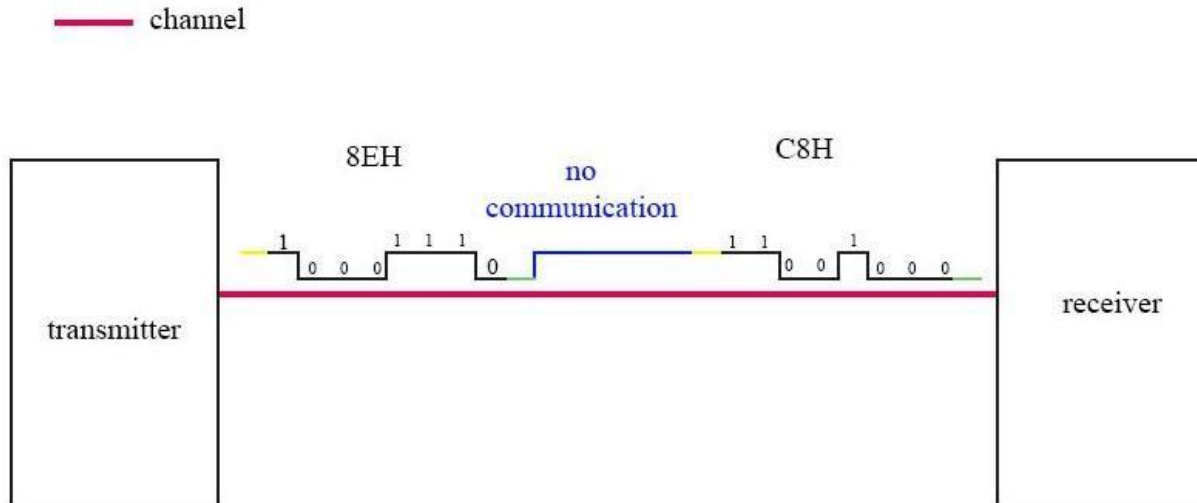 channel
8EH
C8H
no
communication
1 0 0 0 1 1 1 0
1 1 0 0 1 0 0 0
transmitter
receiver